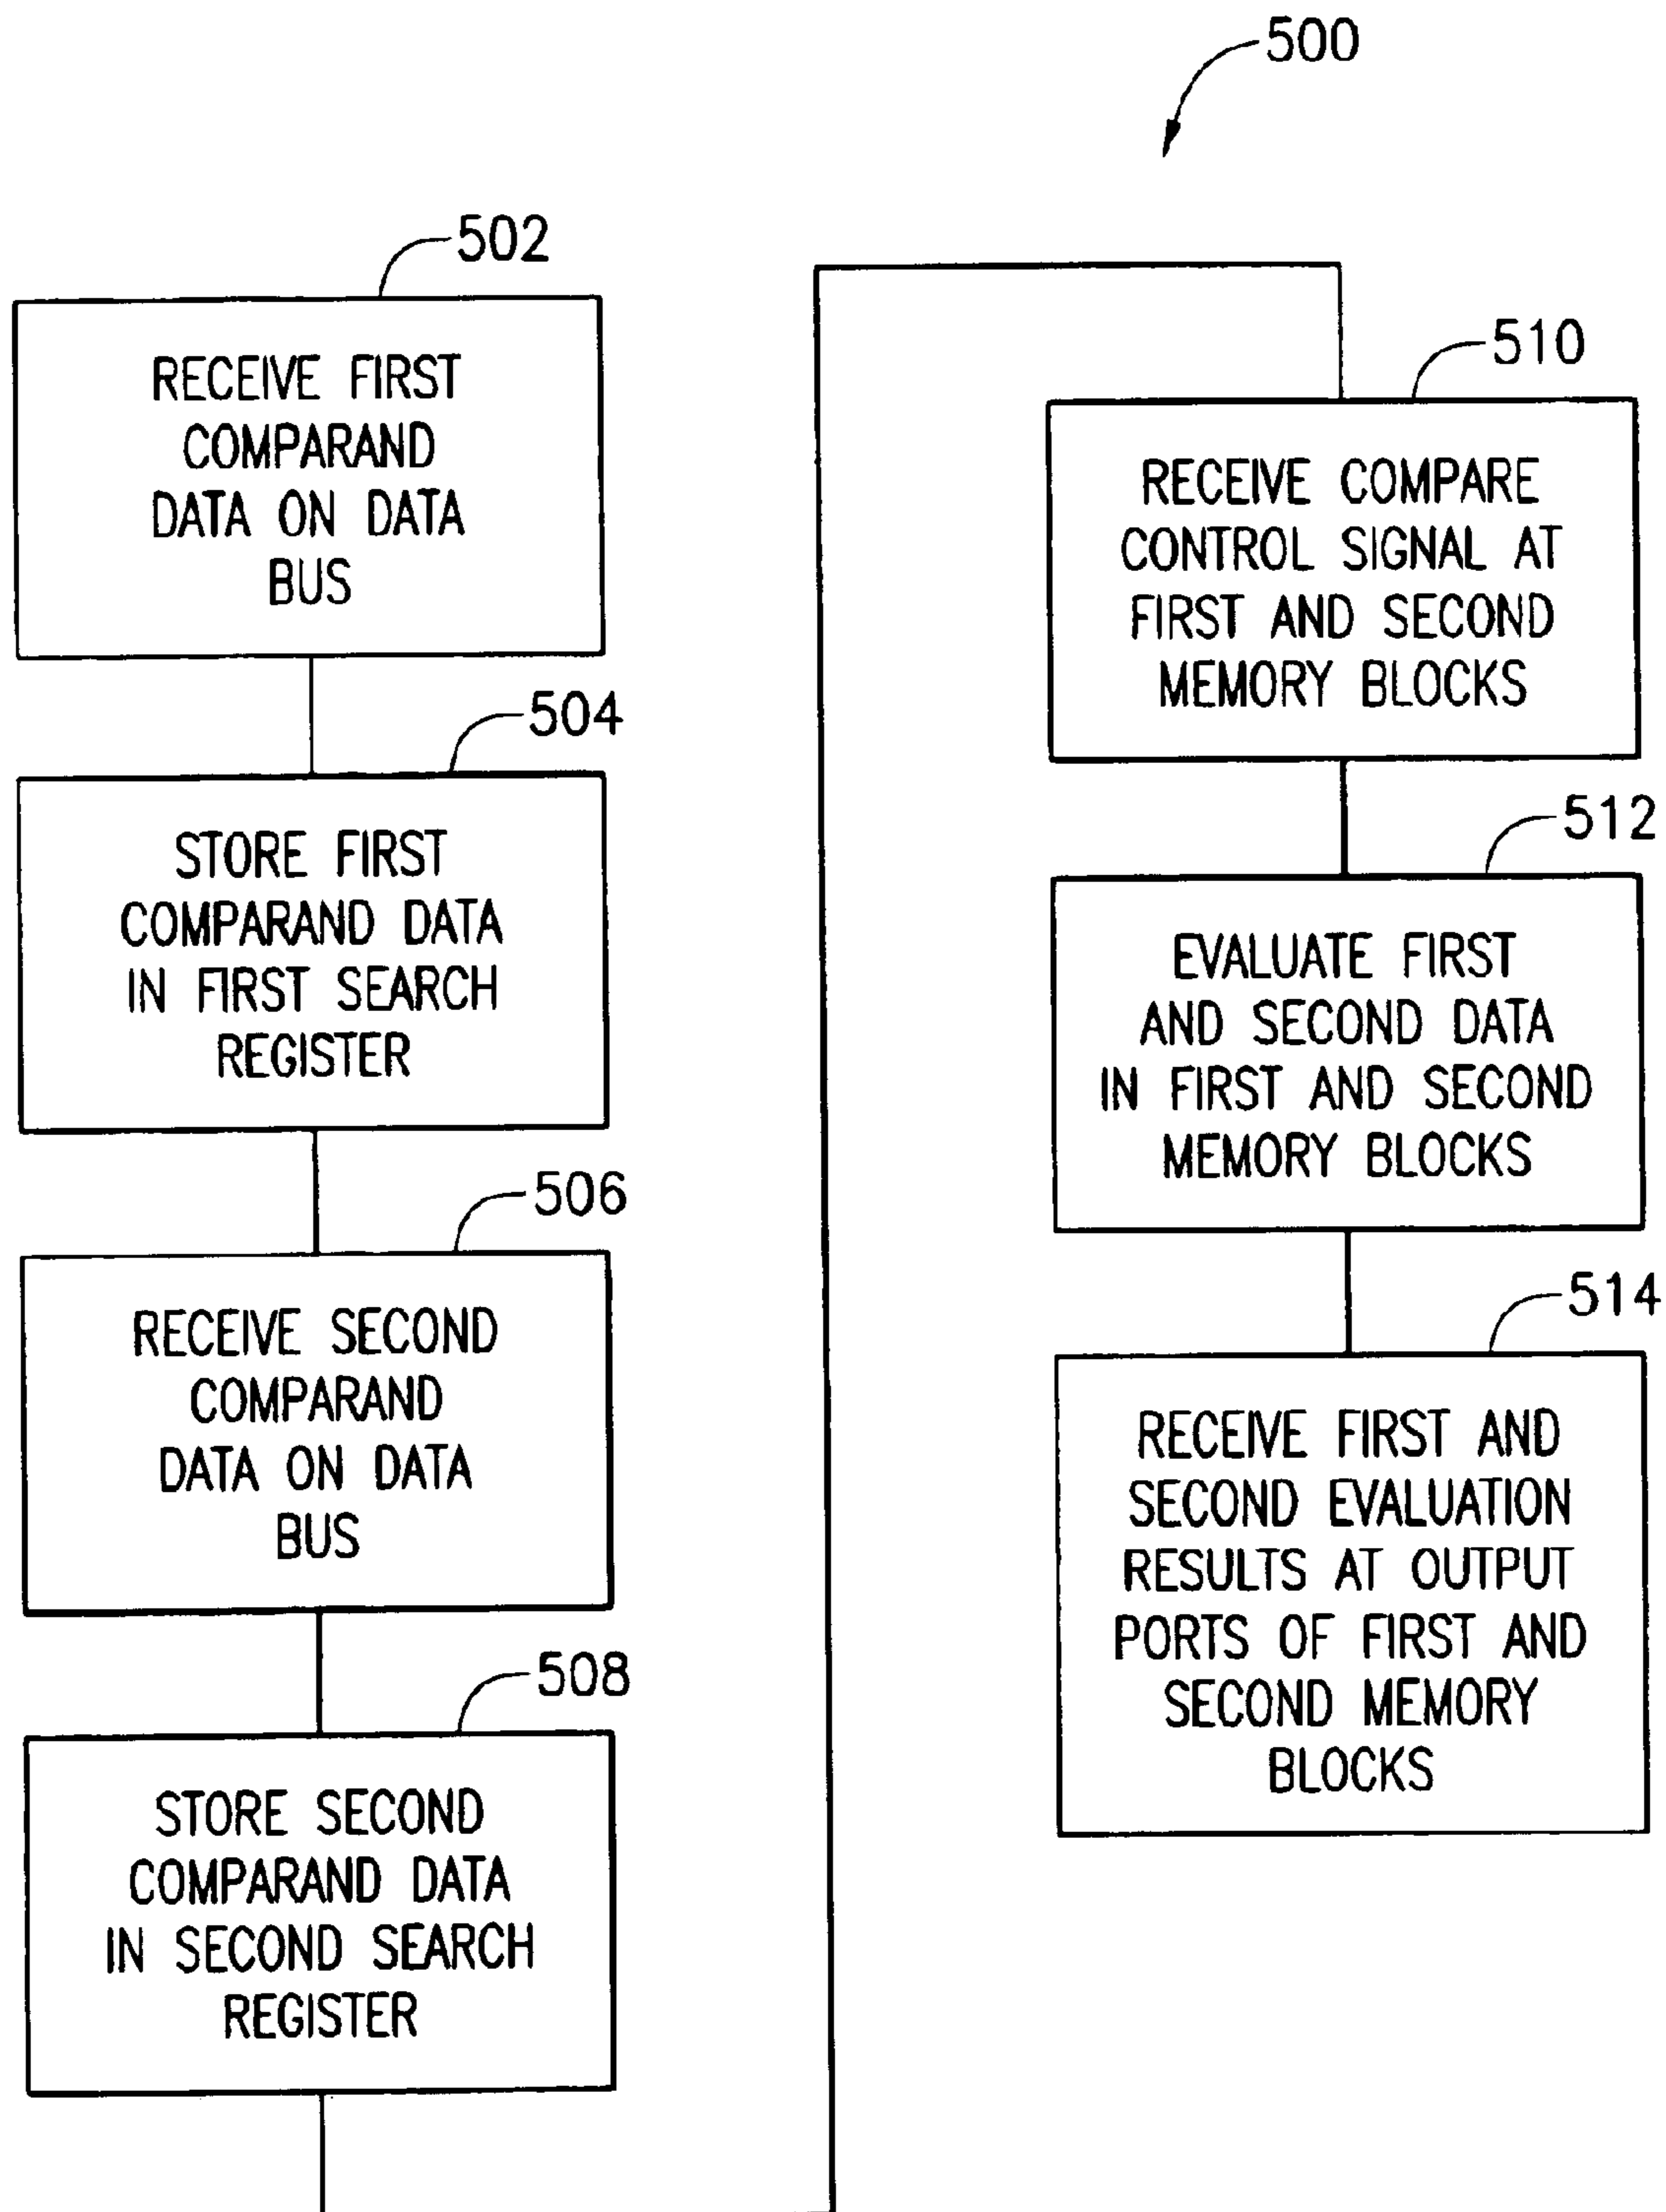 500
502
RECEIVE FIRST
COMPARAND
DATA ON DATA
BUS
504
STORE FIRST
COMPARAND DATA
IN FIRST SEARCH
REGISTER
506
RECEIVE SECOND
COMPARAND
DATA ON DATA
BUS
508
STORE SECOND
COMPARAND DATA
IN SECOND SEARCH
REGISTER
510
RECEIVE COMPARE
CONTROL SIGNAL AT
FIRST AND SECOND
MEMORY BLOCKS
512
EVALUATE FIRST
AND SECOND DATA
IN FIRST AND SECOND
MEMORY BLOCKS
514
RECEIVE FIRST AND
SECOND EVALUATION
RESULTS AT OUTPUT
PORTS OF FIRST AND
SECOND MEMORY
BLOCKS